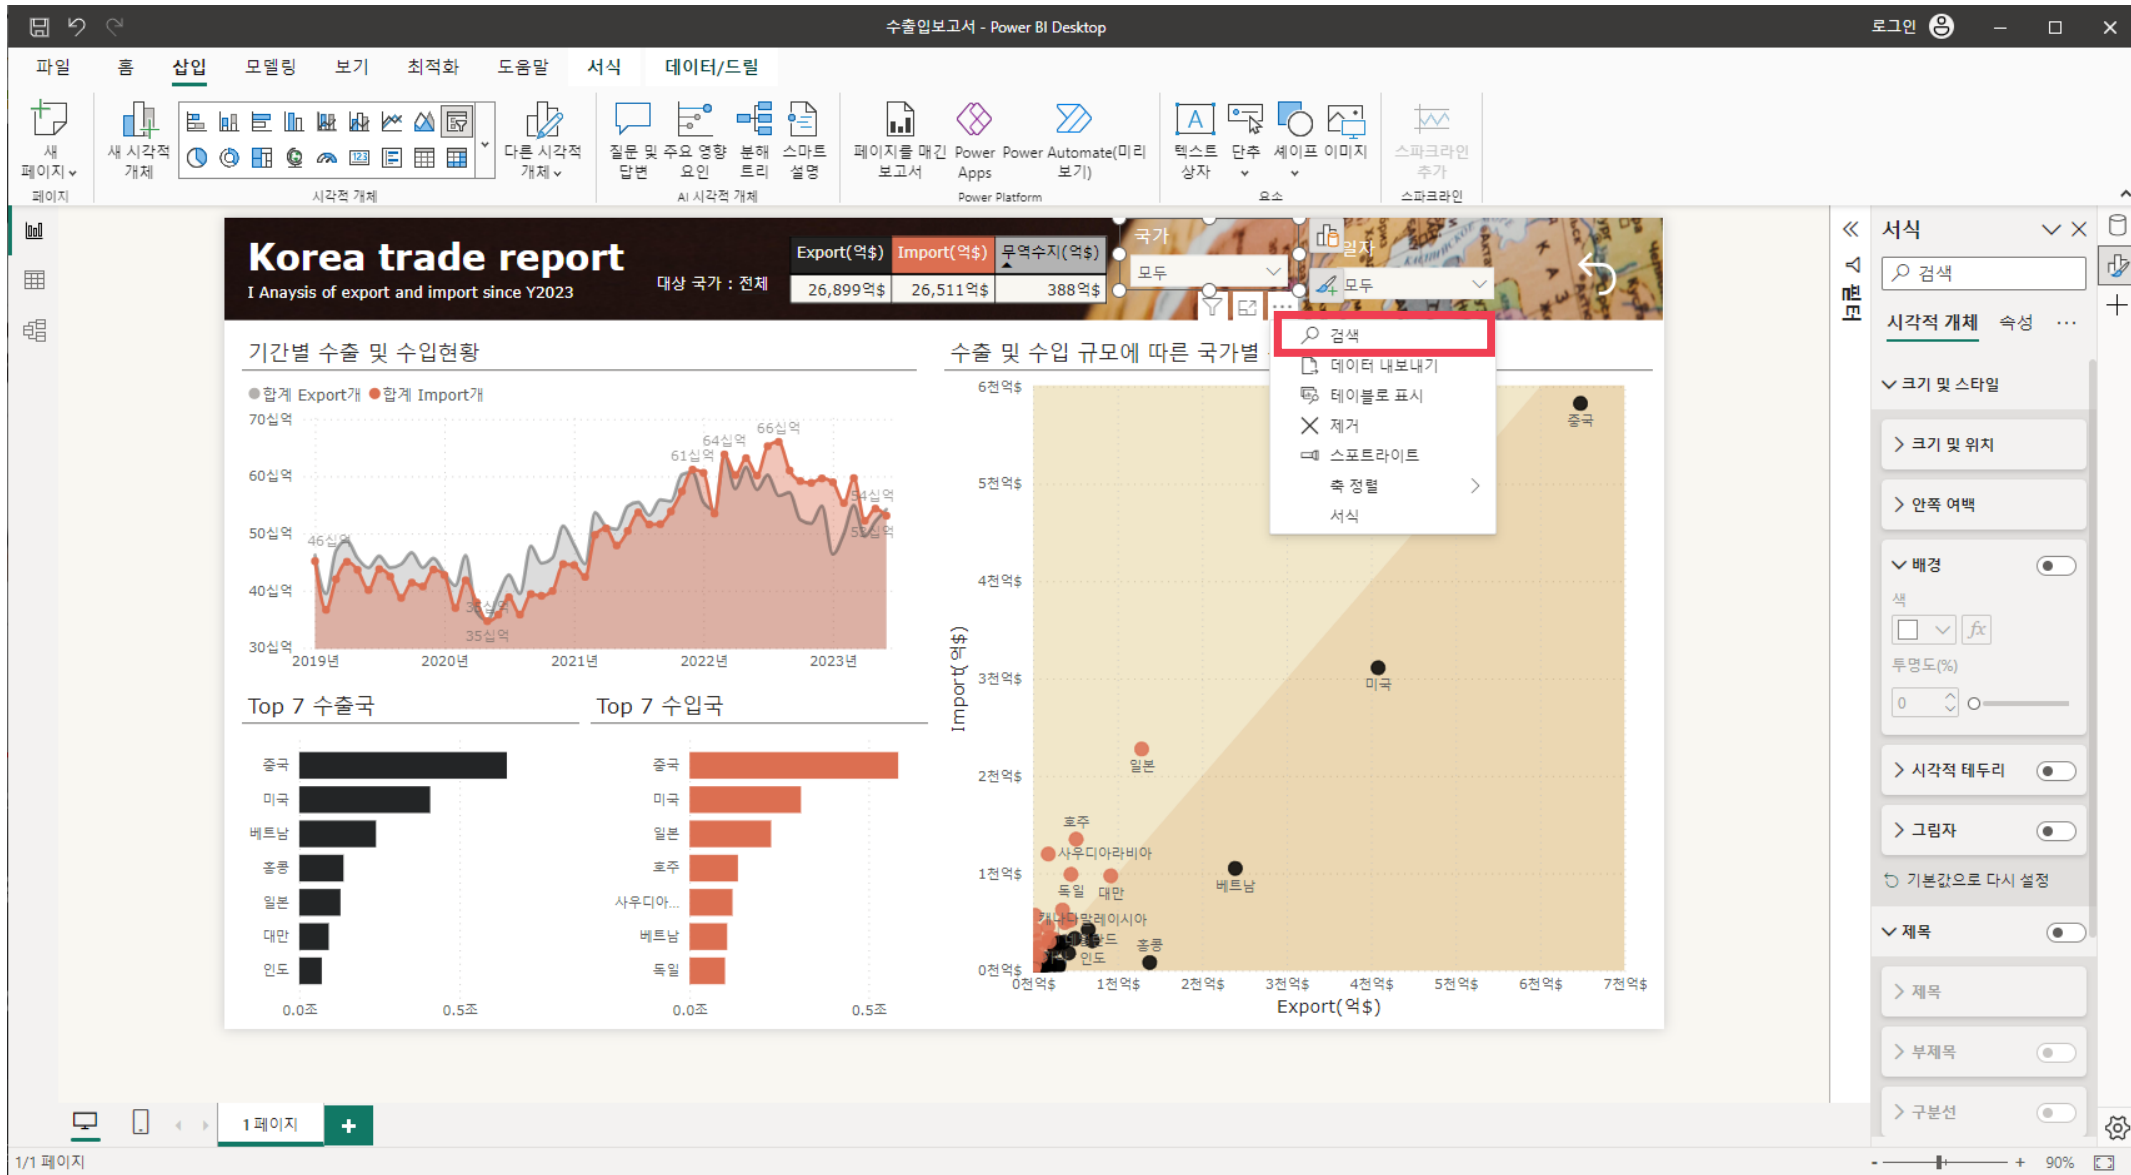 수출입보고서 - Power BI Desktop
로그인
파일 홈 삽입 모델링 보기 최적화 도움말 서식 데이터/드릴
새 페이지
새 시각적 개체
123
다른 시각적 개체
질문 및 답변
주요 영향 요인
분해 트리
스마트 설명
페이지를 매긴 보고서
Power Apps
Power Automate(미리 보기)
A
텍스트 상자
단추
셰이프
이미지
스파크라인 추가
페이지
시각적 개체
AI 시각적 개체
Power Platform
요소
스파크라인
Korea trade report
I Anaysis of export and import since Y2023
대상 국가 : 전체
Export(억$) Import(억$) 무역수지(억$)
26,899억$ 26,511억$ 388억$
국가
모두
일자
모두
검색
데이터 내보내기
테이블로 표시
제거
스포트라이트
축 정렬
서식
기간별 수출 및 수입현황
합계 Export개 합계 Import개
70십억
60십억
50십억
40십억
30십억
66십억
64십억
61십억
54십억
53십억
46십억
35십억
35십억
2019년 2020년 2021년 2022년 2023년
Top 7 수출국
중국
미국
베트남
홍콩
일본
대만
인도
0.0조 0.5조
Top 7 수입국
중국
미국
일본
호주
사우디아...
베트남
독일
0.0조 0.5조
수출 및 수입 규모에 따른 국가별
6천억$
5천억$
4천억$
3천억$
2천억$
1천억$
0천억$
Import(억$)
중국
미국
일본
호주
사우디아라비아
독일 대만
베트남
캐나다 말레이시아
홍콩
인도
0천억$ 1천억$ 2천억$ 3천억$ 4천억$ 5천억$ 6천억$ 7천억$
Export(억$)
필터
서식
검색
시각적 개체 속성 ...
크기 및 스타일
크기 및 위치
안쪽 여백
배경
색
fx
투명도(%)
0
시각적 테두리
그림자
기본값으로 다시 설정
제목
제목
부제목
구분선
1페이지
+
1/1 페이지
- + 90%